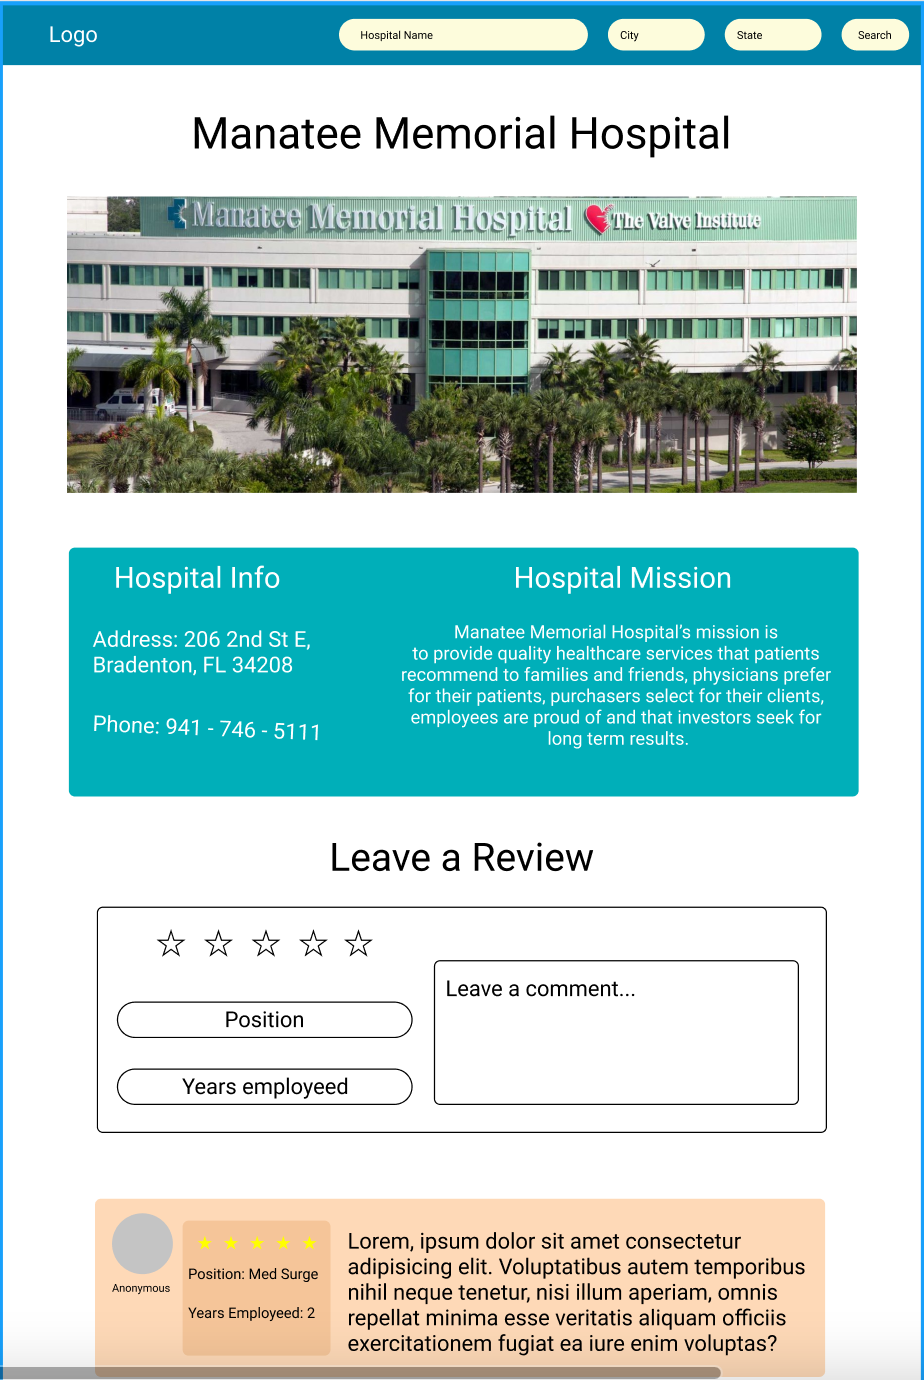 Logo
Hospital Name
City
State
Search
Manatee Memorial Hospital
Manatee Memorial Hospital The Valve Institute
Hospital Info
Address: 206 2nd St E,
Bradenton, FL 34208
Phone: 941 - 746 - 5111
Hospital Mission
Manatee Memorial Hospital’s mission is
to provide quality healthcare services that patients
recommend to families and friends, physicians prefer
for their patients, purchasers select for their clients,
employees are proud of and that investors seek for
long term results.
Leave a Review
☆ ☆ ☆ ☆ ☆
Position
Years employeed
Leave a comment...
Anonymous
★ ★ ★ ★ ★
Position: Med Surge
Years Employeed: 2
Lorem, ipsum dolor sit amet consectetur
adipisicing elit. Voluptatibus autem temporibus
nihil neque tenetur, nisi illum aperiam, omnis
repellat minima esse veritatis aliquam officiis
exercitationem fugiat ea iure enim voluptas?